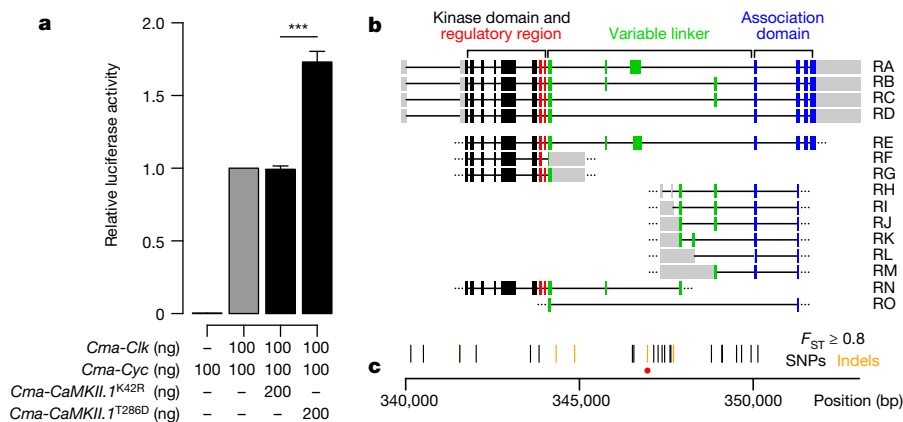 a
***
2.0
1.5
1.0
0.5
0
Relative luciferase activity
Cma-Clk (ng) – 100 100 100
Cma-Cyc (ng) 100 100 100 100
Cma-CaMKII.1K42R (ng) – – 200 –
Cma-CaMKII.1T286D (ng) – – – 200
b
Kinase domain and regulatory region
Variable linker
Association domain
RA
RB
RC
RD
RE
RF
RG
RH
RI
RJ
RK
RL
RM
RN
RO
FST ≥ 0.8
SNPs Indels
c
340,000 345,000 350,000 Position (bp)